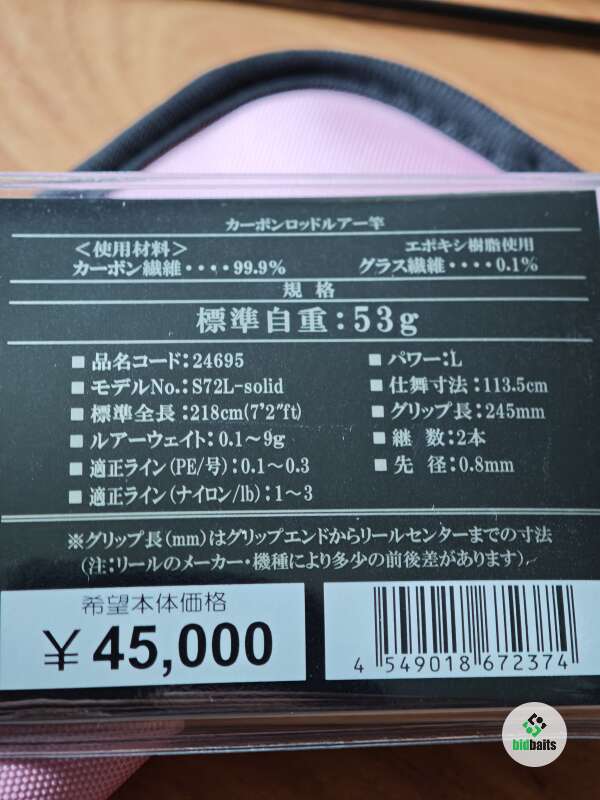 カーボンロッドルアー竿
＜使用材料＞ エポキシ樹脂使用
カーボン繊維・・・・99.9% グラス繊維・・・・0.1%
規格
標準自重：53g
■ 品名コード：24695
■ モデルNo.：S72L-solid
■ 標準全長：218cm(7'2"ft)
■ ルアーウェイト：0.1〜9g
■ 適正ライン(PE/号)：0.1〜0.3
■ 適正ライン(ナイロン/lb)：1〜3
■ パワー：L
■ 仕舞寸法：113.5cm
■ グリップ長：245mm
■ 継数：2本
■ 先径：0.8mm
※グリップ長(mm)はグリップエンドからリールセンターまでの寸法
(注：リールのメーカー・機種により多少の前後差があります)
希望本体価格
￥45,000
4 549018 672374
bidbaits